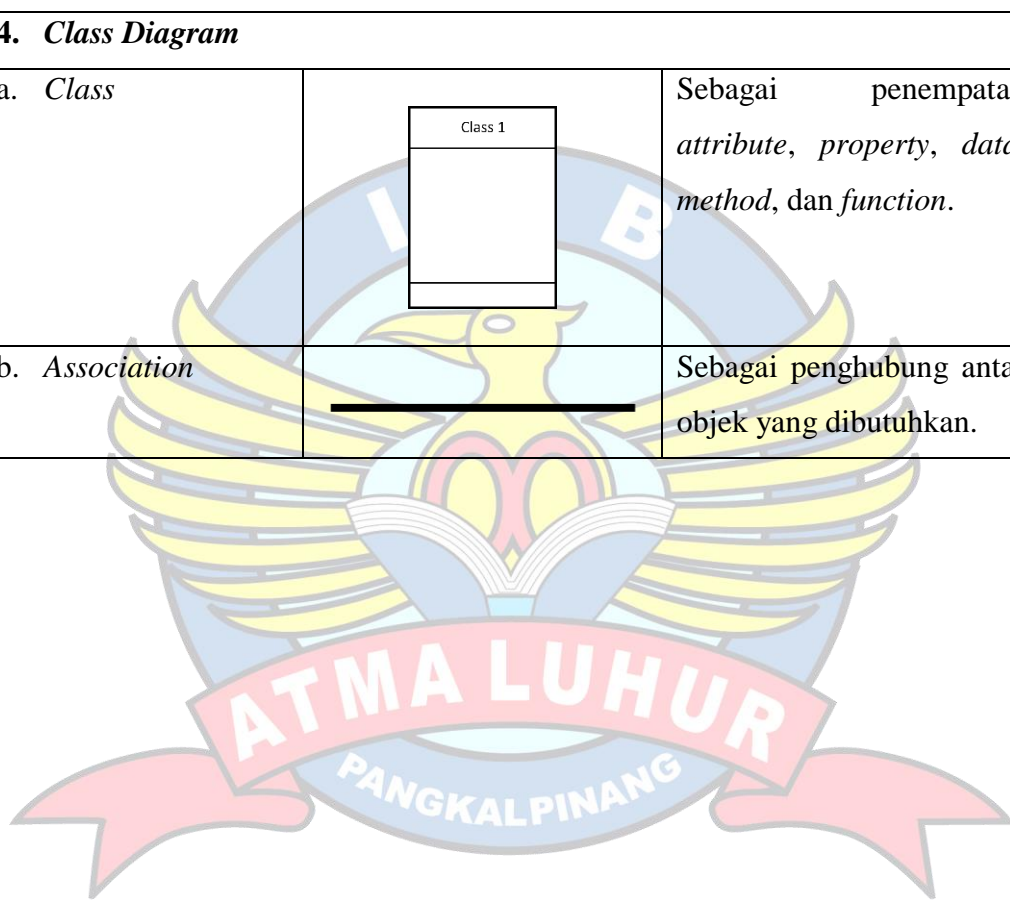 4. Class Diagram
a. Class
Class 1
Sebagai penempata
attribute, property, data
method, dan function.
b. Association
Sebagai penghubung anta
objek yang dibutuhkan.
I B
ATMA LUHUR
PANGKALPINANG